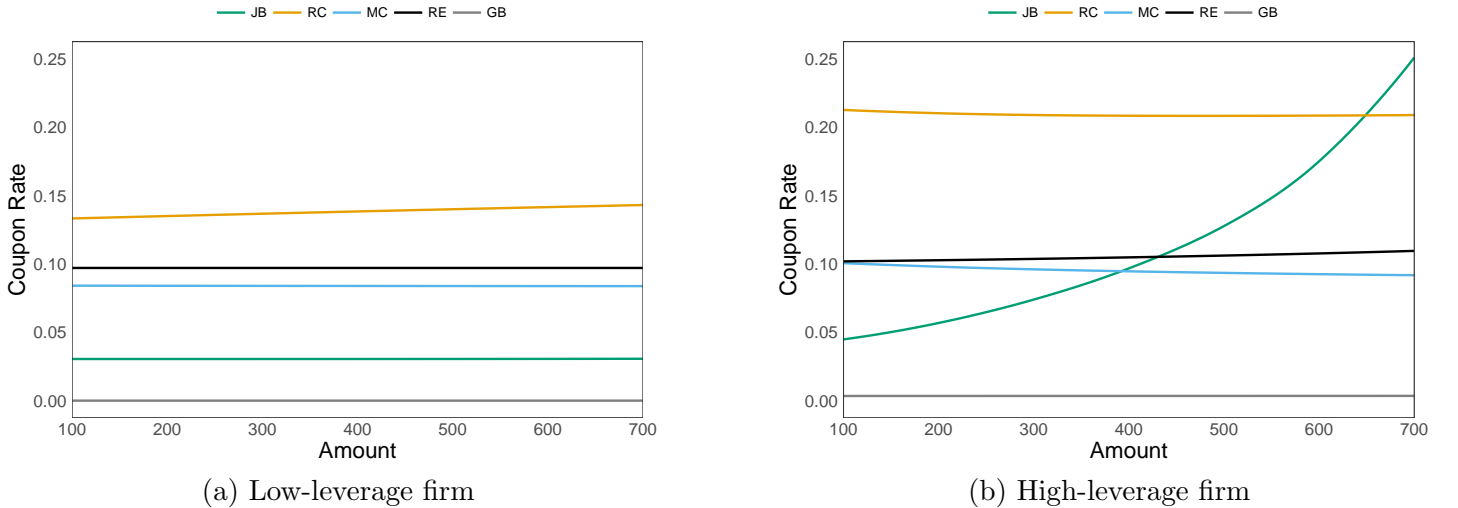 JB RC MC RE GB
0.25
0.20
0.15
0.10
0.05
0.00
Coupon Rate
100 200 300 400 500 600 700
Amount
(a) Low-leverage firm
JB RC MC RE GB
0.25
0.20
0.15
0.10
0.05
0.00
Coupon Rate
100 200 300 400 500 600 700
Amount
(b) High-leverage firm